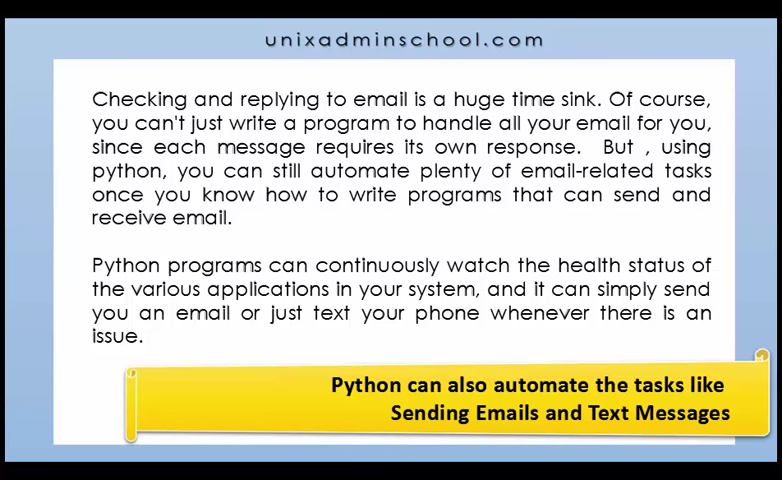 unixadminschool.com
Checking and replying to email is a huge time sink. Of course,
you can't just write a program to handle all your email for you,
since each message requires its own response. But , using
python, you can still automate plenty of email-related tasks
once you know how to write programs that can send and
receive email.
Python programs can continuously watch the health status of
the various applications in your system, and it can simply send
you an email or just text your phone whenever there is an
issue.
Python can also automate the tasks like
Sending Emails and Text Messages